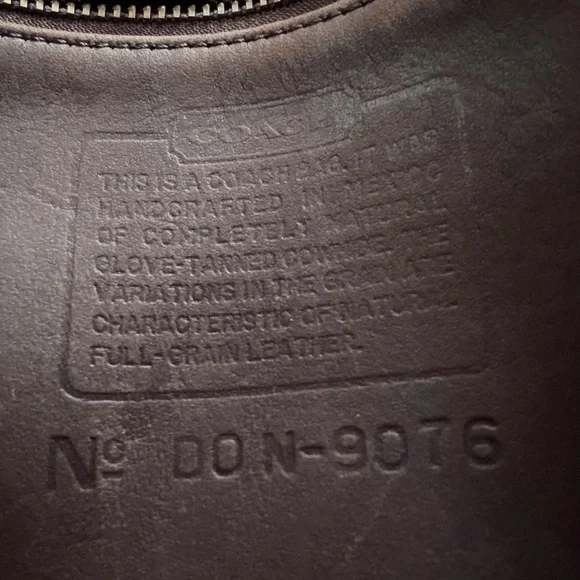 COACH
THIS IS A COACH BAG. IT WAS
HANDCRAFTED IN MEXICO
OF COMPLETELY NATURAL
GLOVE-TANNED COWHIDE. THE
VARIATIONS IN THE GRAIN ARE
CHARACTERISTIC OF NATURAL
FULL-GRAIN LEATHER.
No DON-9076